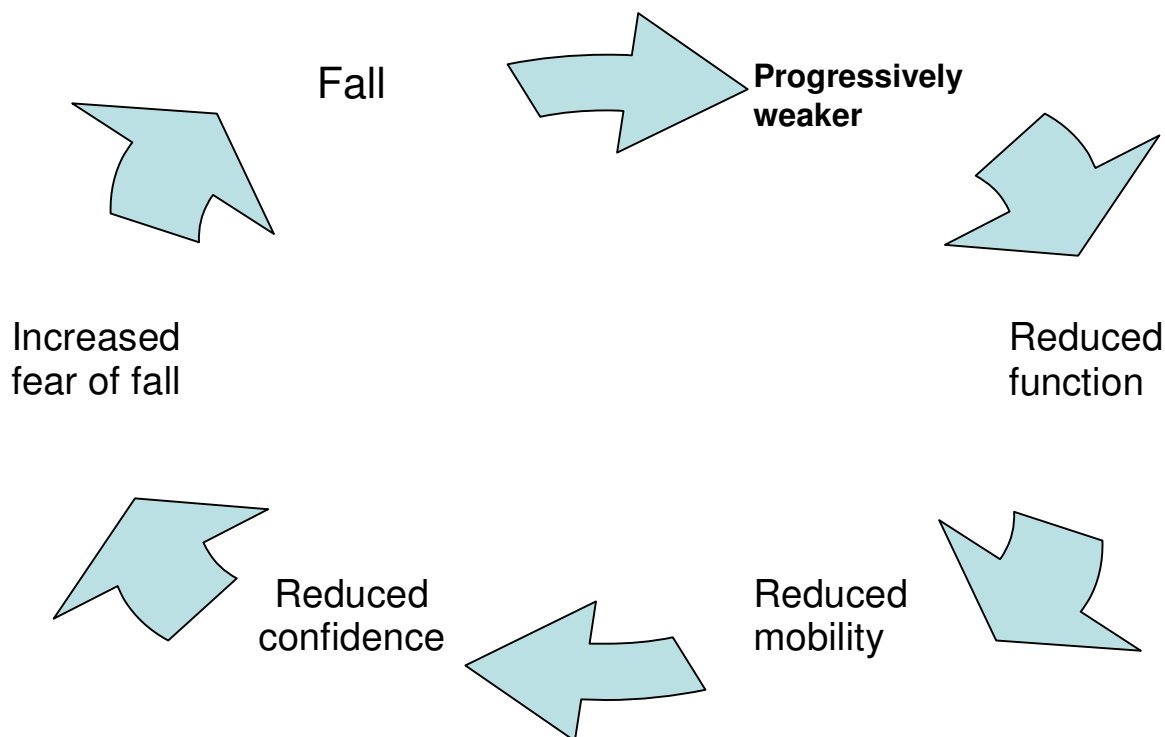 Fall
Progressively
weaker
Reduced
function
Reduced
mobility
Reduced
confidence
Increased
fear of fall